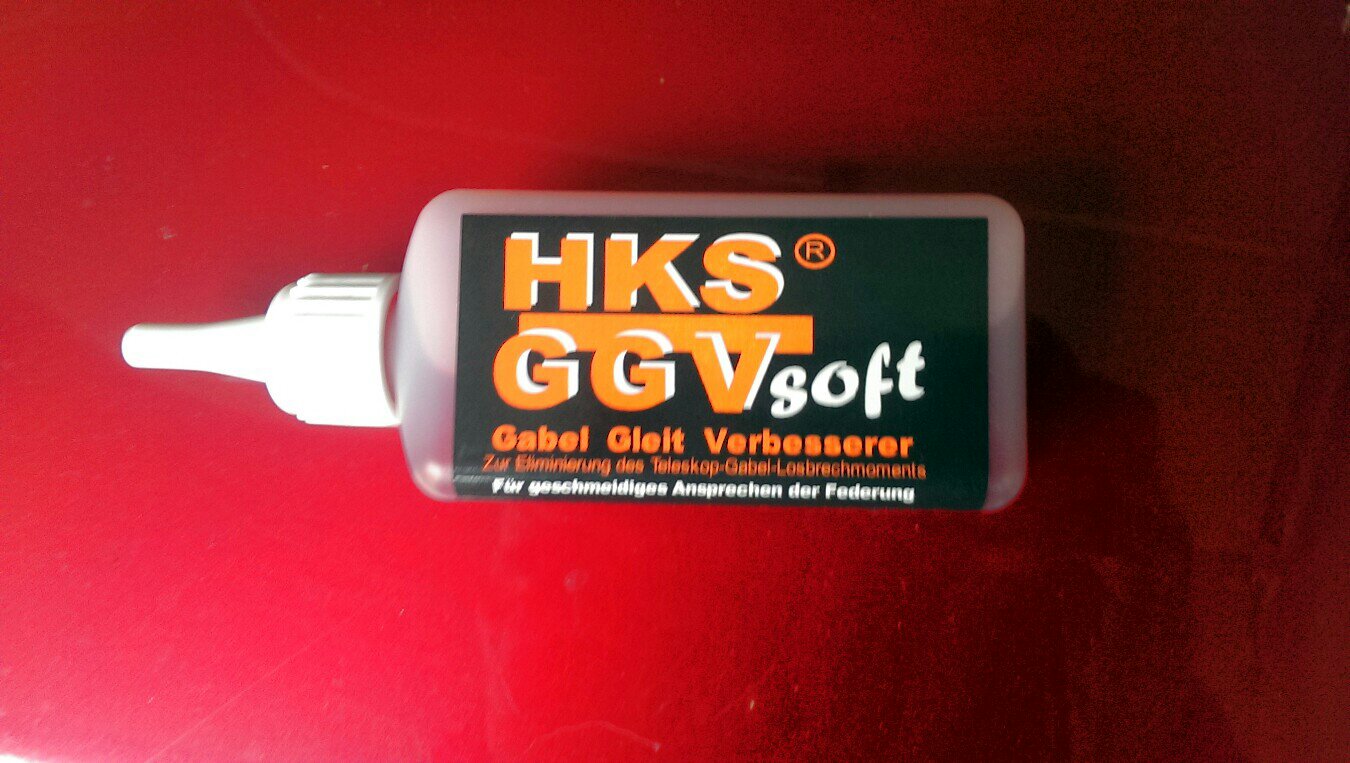 HKS®
GGVsoft
Gabel Gleit Verbesserer
Zur Eliminierung des Teleskop-Gabel-Losbrechmoments
Für geschmeidiges Ansprechen der Federung